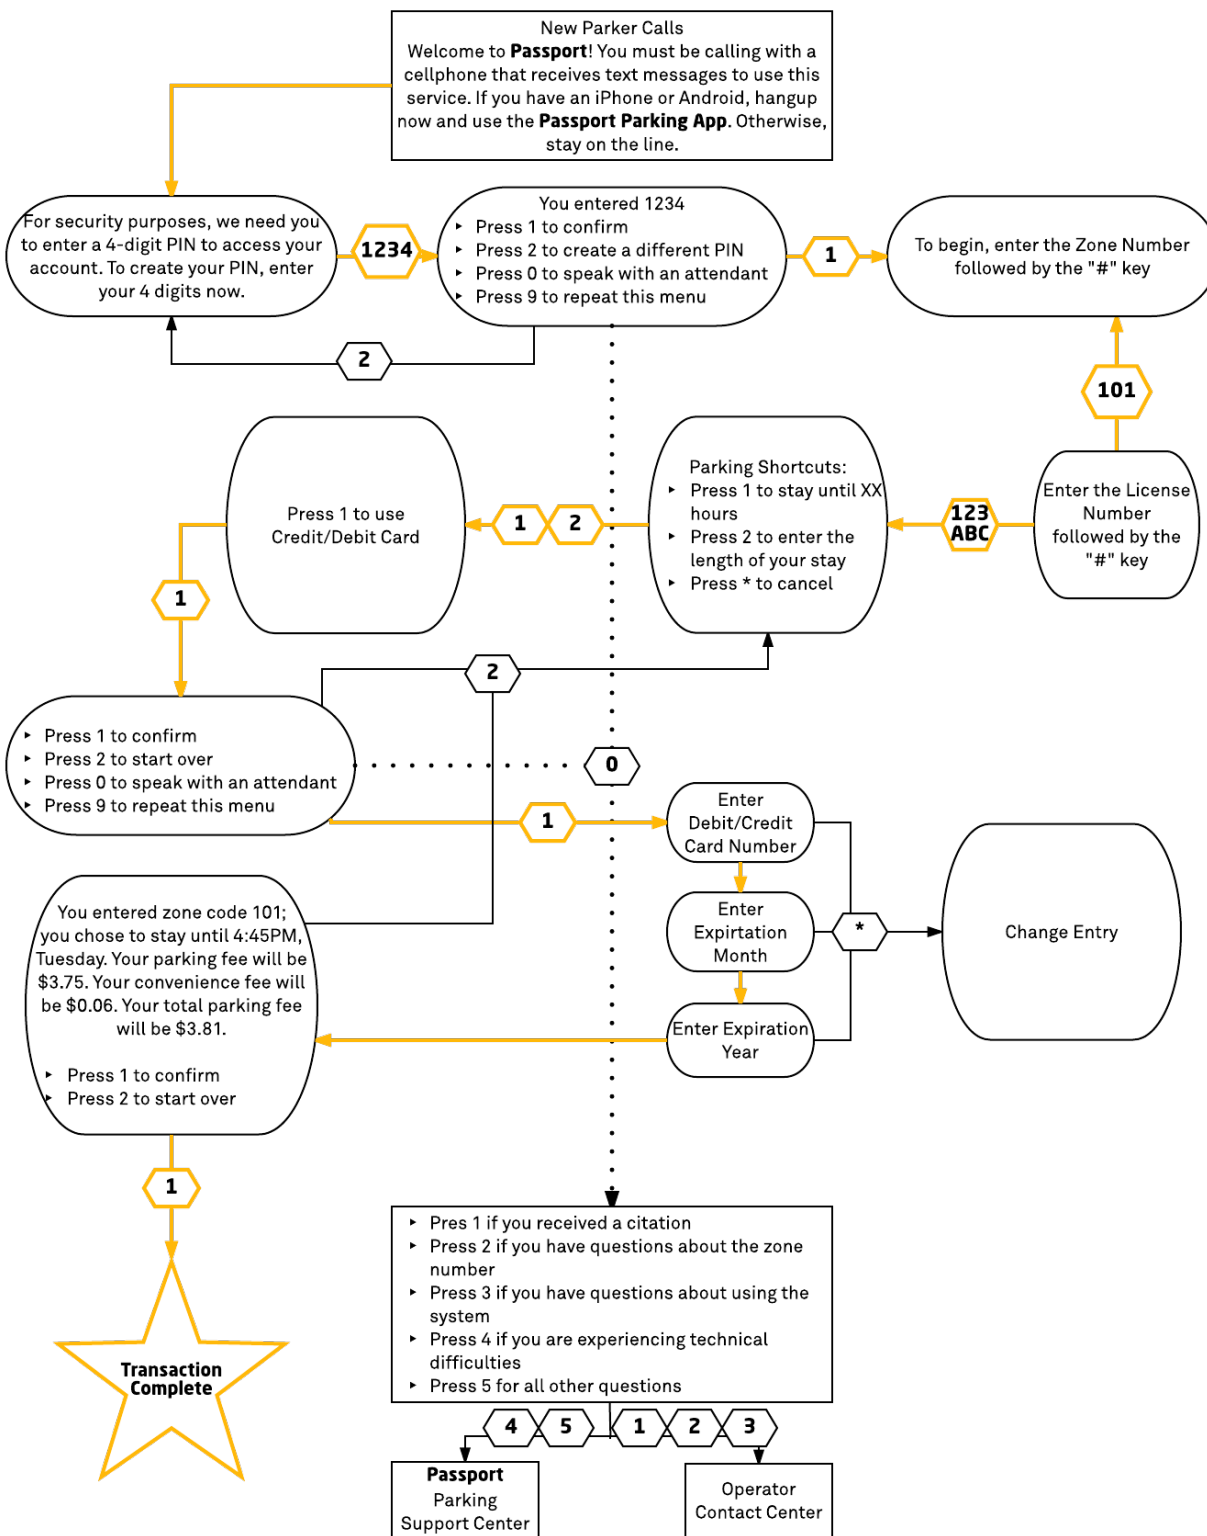 New Parker Calls
Welcome to Passport! You must be calling with a
cellphone that receives text messages to use this
service. If you have an iPhone or Android, hangup
now and use the Passport Parking App. Otherwise,
stay on the line.
For security purposes, we need you
to enter a 4-digit PIN to access your
account. To create your PIN, enter
your 4 digits now.
1234
You entered 1234
▸ Press 1 to confirm
▸ Press 2 to create a different PIN
▸ Press 0 to speak with an attendant
▸ Press 9 to repeat this menu
1
To begin, enter the Zone Number
followed by the "#" key
2
101
Enter the License
Number
followed by the
"#" key
123
ABC
Parking Shortcuts:
▸ Press 1 to stay until XX
hours
▸ Press 2 to enter the
length of your stay
▸ Press * to cancel
1
2
Press 1 to use
Credit/Debit Card
1
2
▸ Press 1 to confirm
▸ Press 2 to start over
▸ Press 0 to speak with an attendant
▸ Press 9 to repeat this menu
0
1
Enter
Debit/Credit
Card Number
Enter
Expirtation
Month
Enter Expiration
Year
*
Change Entry
You entered zone code 101;
you chose to stay until 4:45PM,
Tuesday. Your parking fee will be
$3.75. Your convenience fee will
be $0.06. Your total parking fee
will be $3.81.
▸ Press 1 to confirm
▸ Press 2 to start over
1
Transaction
Complete
▸ Pres 1 if you received a citation
▸ Press 2 if you have questions about the zone
number
▸ Press 3 if you have questions about using the
system
▸ Press 4 if you are experiencing technical
difficulties
▸ Press 5 for all other questions
4
5
1
2
3
Passport
Parking
Support Center
Operator
Contact Center